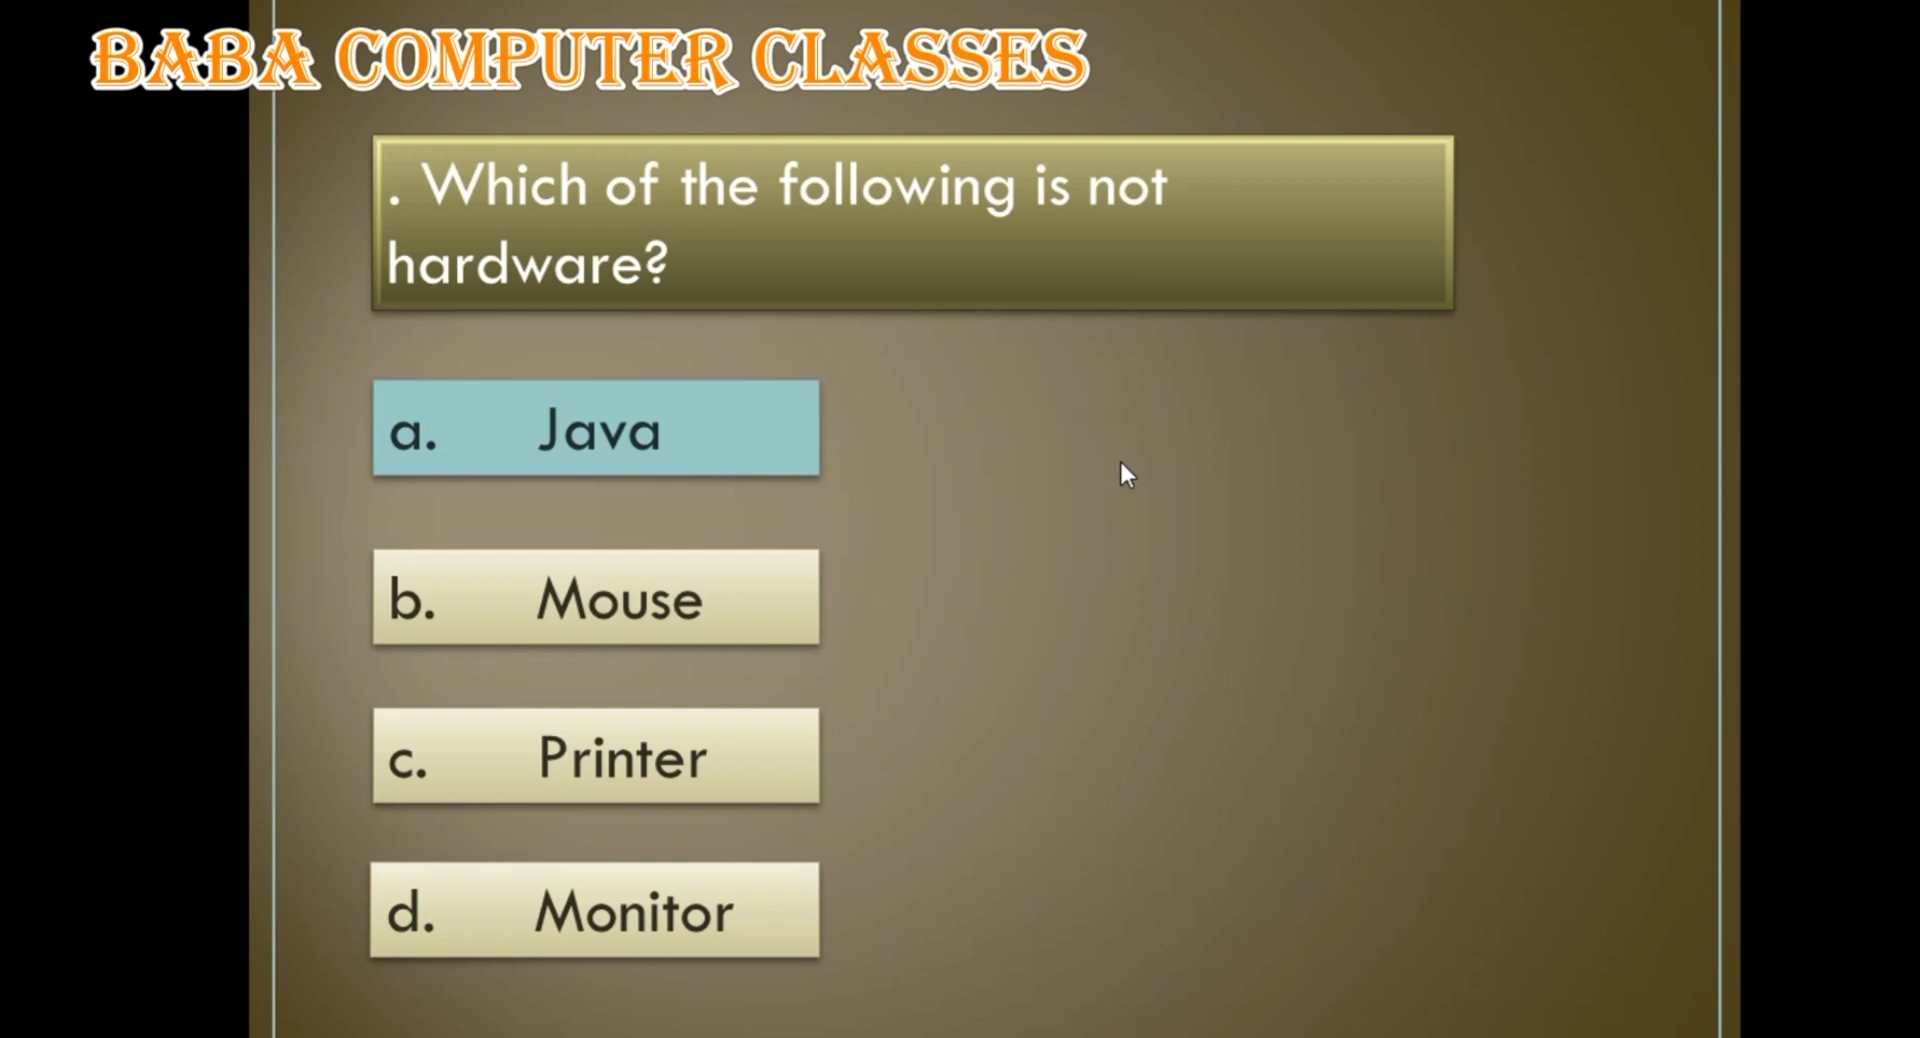 BABA COMPUTER CLASSES
. Which of the following is not
hardware?
a. Java
b. Mouse
c. Printer
d. Monitor